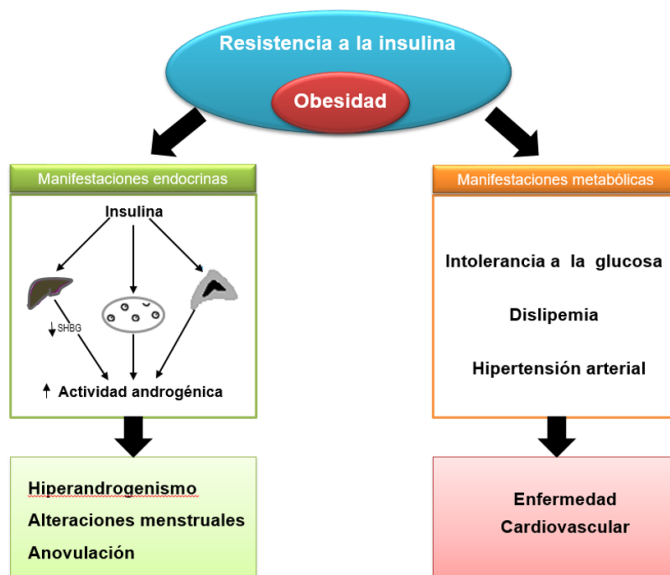 Resistencia a la insulina
Obesidad
Manifestaciones endocrinas
Insulina
↓ SHBG
↑ Actividad androgénica
Hiperandrogenismo
Alteraciones menstruales
Anovulación
Manifestaciones metabólicas
Intolerancia a la glucosa
Dislipemia
Hipertensión arterial
Enfermedad
Cardiovascular